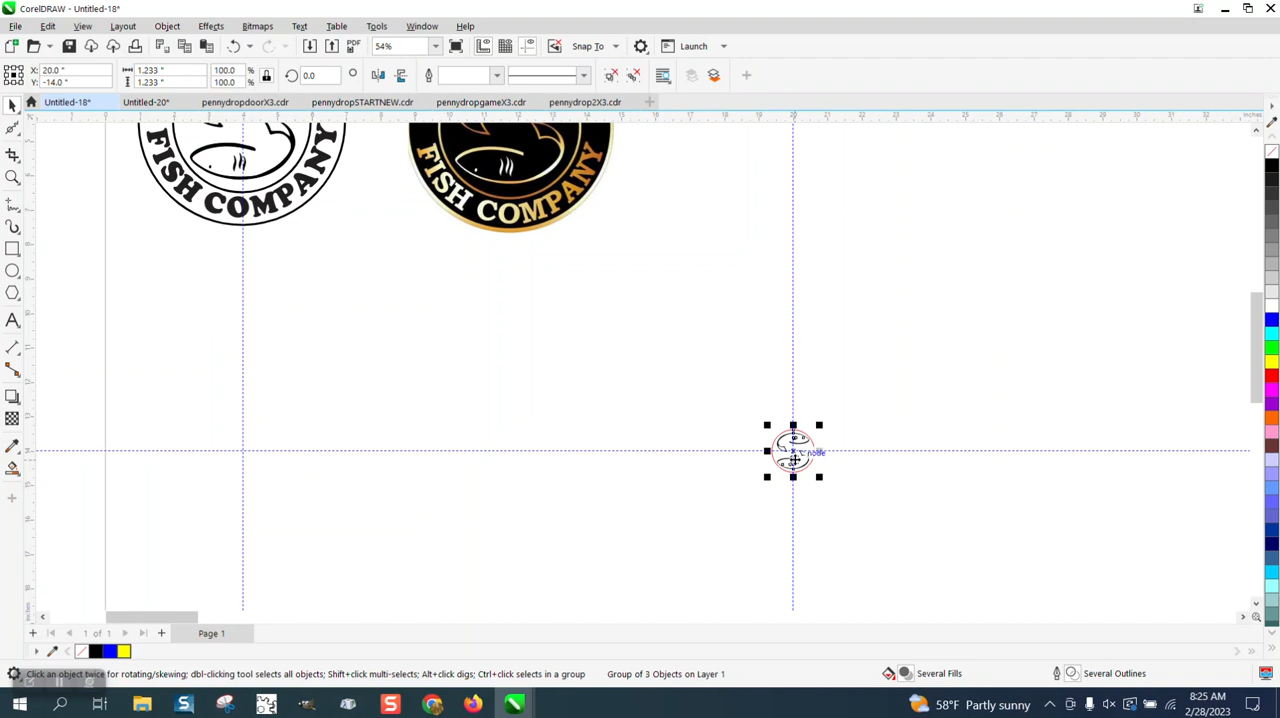 CorelDRAW - Untitled-18*
File Edit View Layout Object Effects Bitmaps Text Table Tools Window Help
PDF 54% Snap To Launch
X: 20.0 " 1.233 " 100.0 % 0.0
Y: -14.0 " 1.233 " 100.0 %
Untitled-18* Untitled-20* pennydropdoorX3.cdr pennydropSTARTNEW.cdr pennydropgameX3.cdr pennydrop2X3.cdr
inches
FISH COMPANY
FISH COMPANY
node
1 of 1 Page 1
Click an object twice for rotating/skewing; dbl-clicking tool selects all objects; Shift+click multi-selects; Alt+click digs; Ctrl+click selects in a group Group of 3 Objects on Layer 1 Several Fills Several Outlines
58°F Partly sunny 8:25 AM
2/28/2023